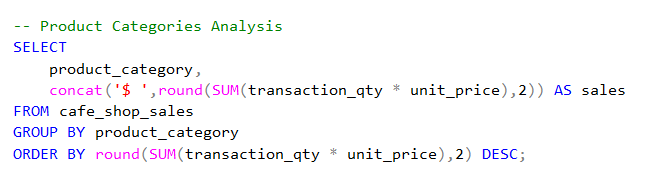 -- Product Categories Analysis
SELECT
    product_category,
    concat('$ ',round(SUM(transaction_qty * unit_price),2)) AS sales
FROM cafe_shop_sales
GROUP BY product_category
ORDER BY round(SUM(transaction_qty * unit_price),2) DESC;